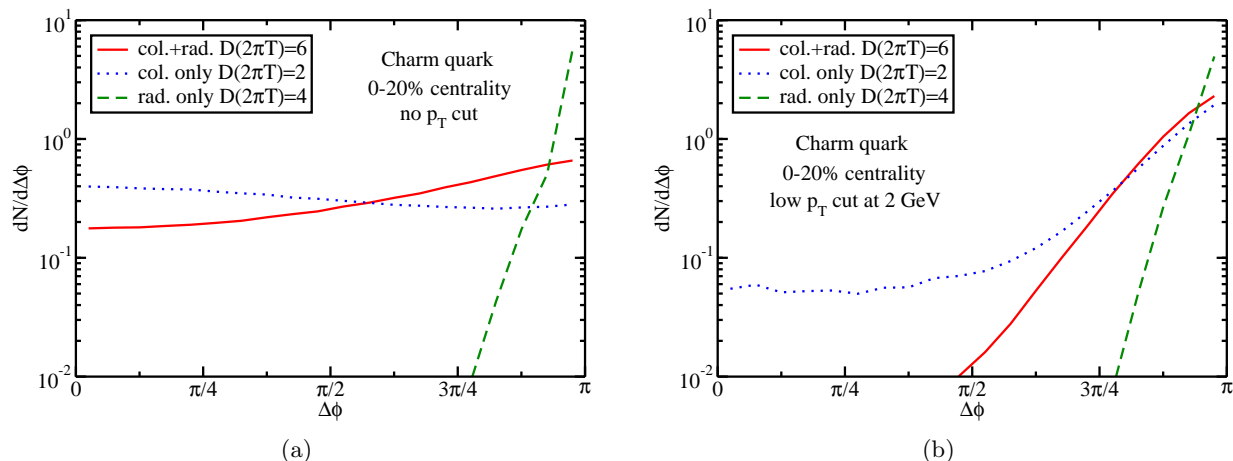 10^1
10^0
10^-1
10^-2
dN/dΔϕ
col.+rad. D(2πT)=6
col. only D(2πT)=2
rad. only D(2πT)=4
Charm quark
0-20% centrality
no p_T cut
0
π/4
π/2
3π/4
π
Δϕ
(a)
10^1
10^0
10^-1
10^-2
dN/dΔϕ
col.+rad. D(2πT)=6
col. only D(2πT)=2
rad. only D(2πT)=4
Charm quark
0-20% centrality
low p_T cut at 2 GeV
0
π/4
π/2
3π/4
π
Δϕ
(b)